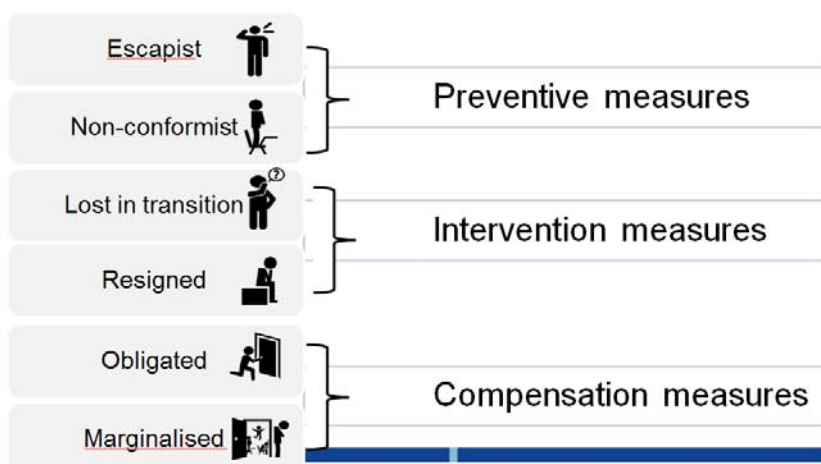 Escapist
Non-conformist
Preventive measures
Lost in transition
?
Resigned
Intervention measures
Obligated
Marginalised
Compensation measures